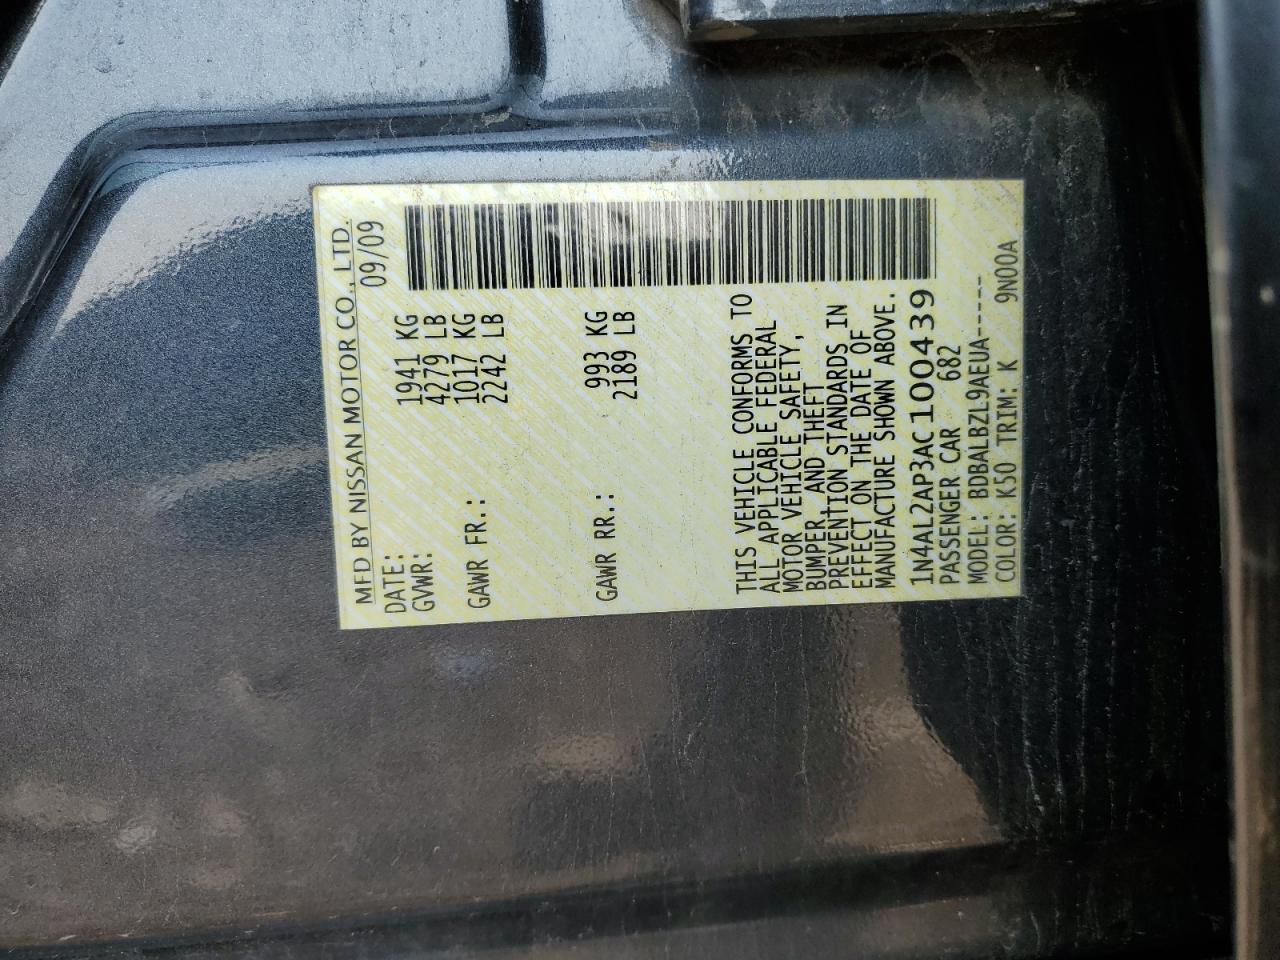 MFD BY NISSAN MOTOR CO., LTD.
DATE: 09/09
GVWR: 1941 KG
4279 LB
GAWR FR.: 1017 KG
2242 LB
GAWR RR.: 993 KG
2189 LB
THIS VEHICLE CONFORMS TO
ALL APPLICABLE FEDERAL
MOTOR VEHICLE SAFETY,
BUMPER, AND THEFT
PREVENTION STANDARDS IN
EFFECT ON THE DATE OF
MANUFACTURE SHOWN ABOVE.
1N4AL2AP3AC100439
PASSENGER CAR 682
MODEL: BDBALBZL9AEUA------
COLOR: K50 TRIM: K 9N00A